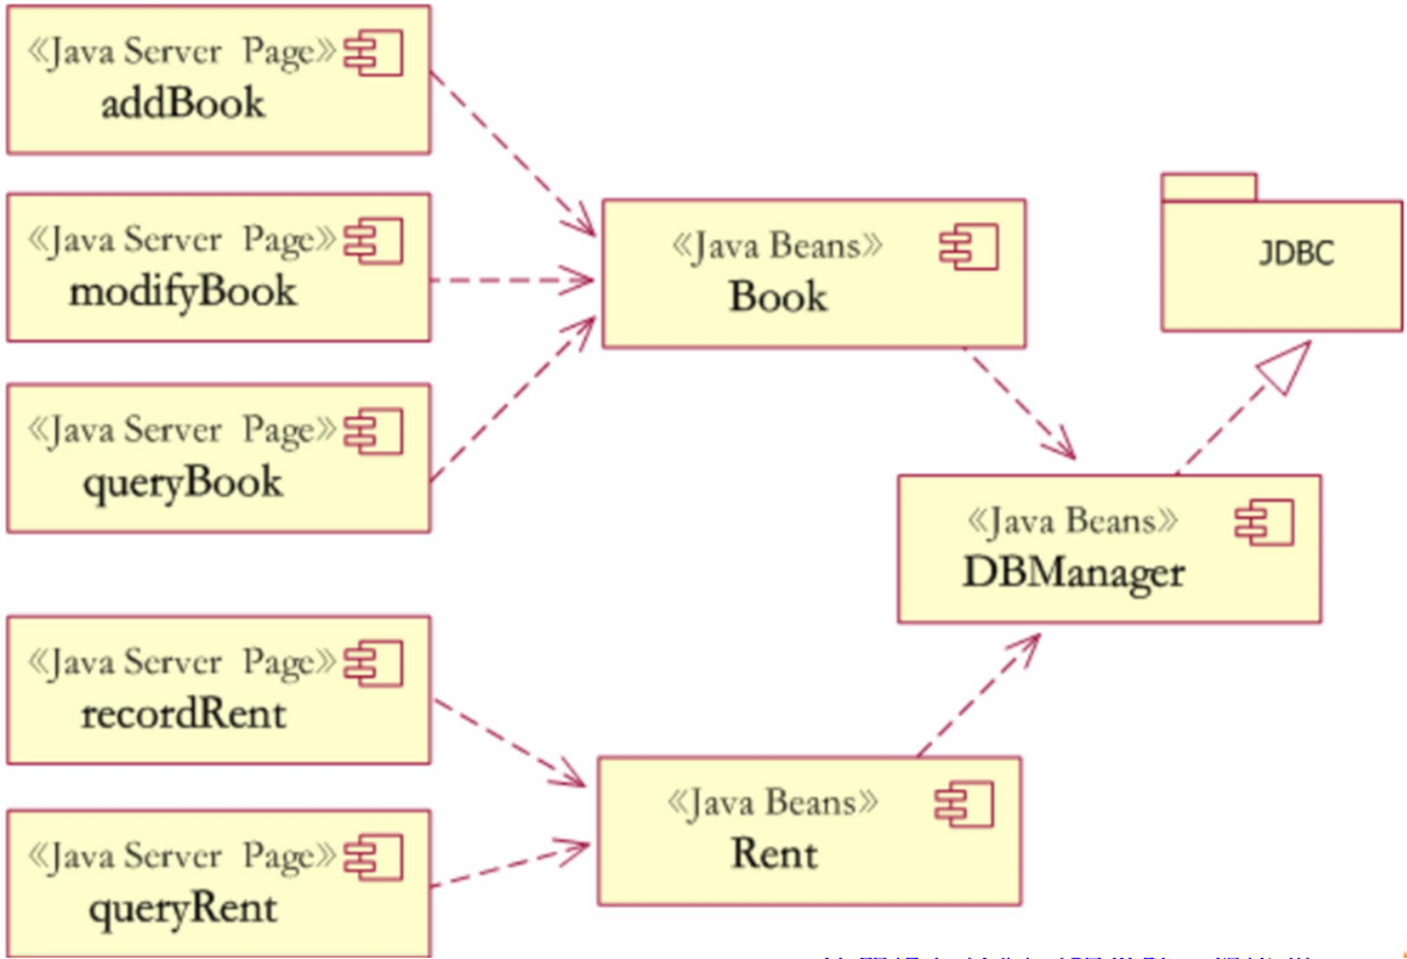 《Java Server Page》
addBook
《Java Server Page》
modifyBook
《Java Server Page》
queryBook
《Java Beans》
Book
JDBC
《Java Beans》
DBManager
《Java Server Page》
recordRent
《Java Server Page》
queryRent
《Java Beans》
Rent